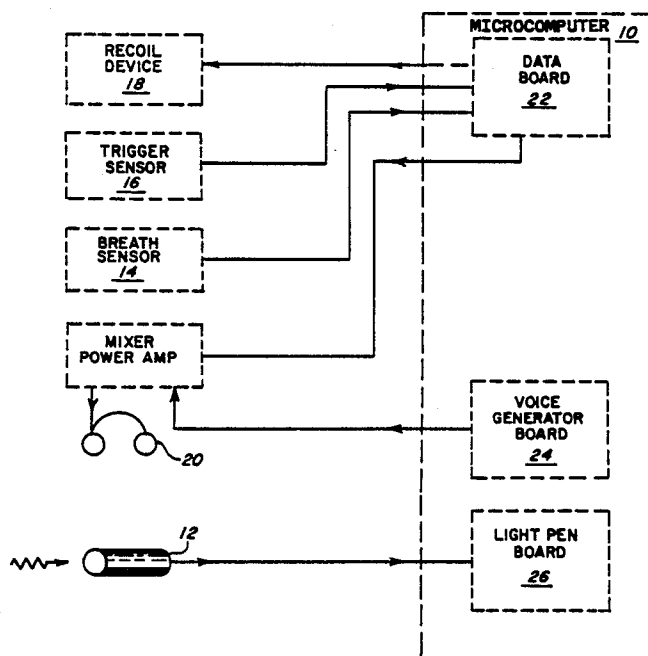 MICROCOMPUTER 10
RECOIL
DEVICE
18
DATA
BOARD
22
TRIGGER
SENSOR
16
BREATH
SENSOR
14
MIXER
POWER AMP
20
VOICE
GENERATOR
BOARD
24
12
LIGHT PEN
BOARD
26